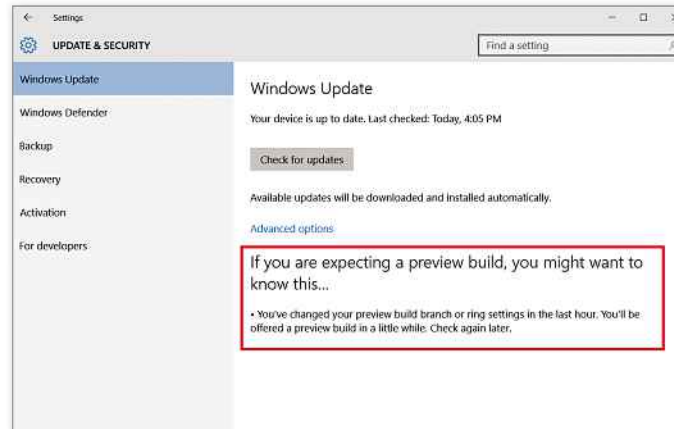 Settings
UPDATE & SECURITY
Find a setting
Windows Update
Windows Defender
Backup
Recovery
Activation
For developers
Windows Update
Your device is up to date. Last checked: Today, 4:05 PM
Check for updates
Available updates will be downloaded and installed automatically.
Advanced options
If you are expecting a preview build, you might want to
know this...
• You've changed your preview build branch or ring settings in the last hour. You'll be
offered a preview build in a little while. Check again later.